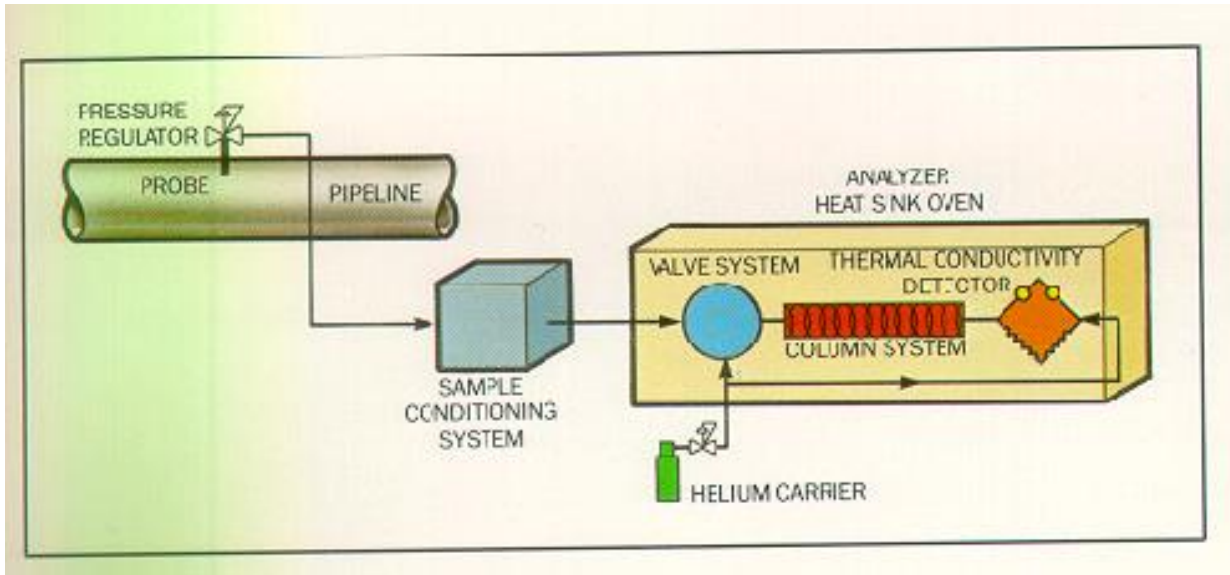 PRESSURE
REGULATOR
PROBE
PIPELINE
ANALYZER
HEAT SINK OVEN
VALVE SYSTEM
THERMAL CONDUCTIVITY
DETECTOR
COLUMN SYSTEM
SAMPLE
CONDITIONING
SYSTEM
HELIUM CARRIER